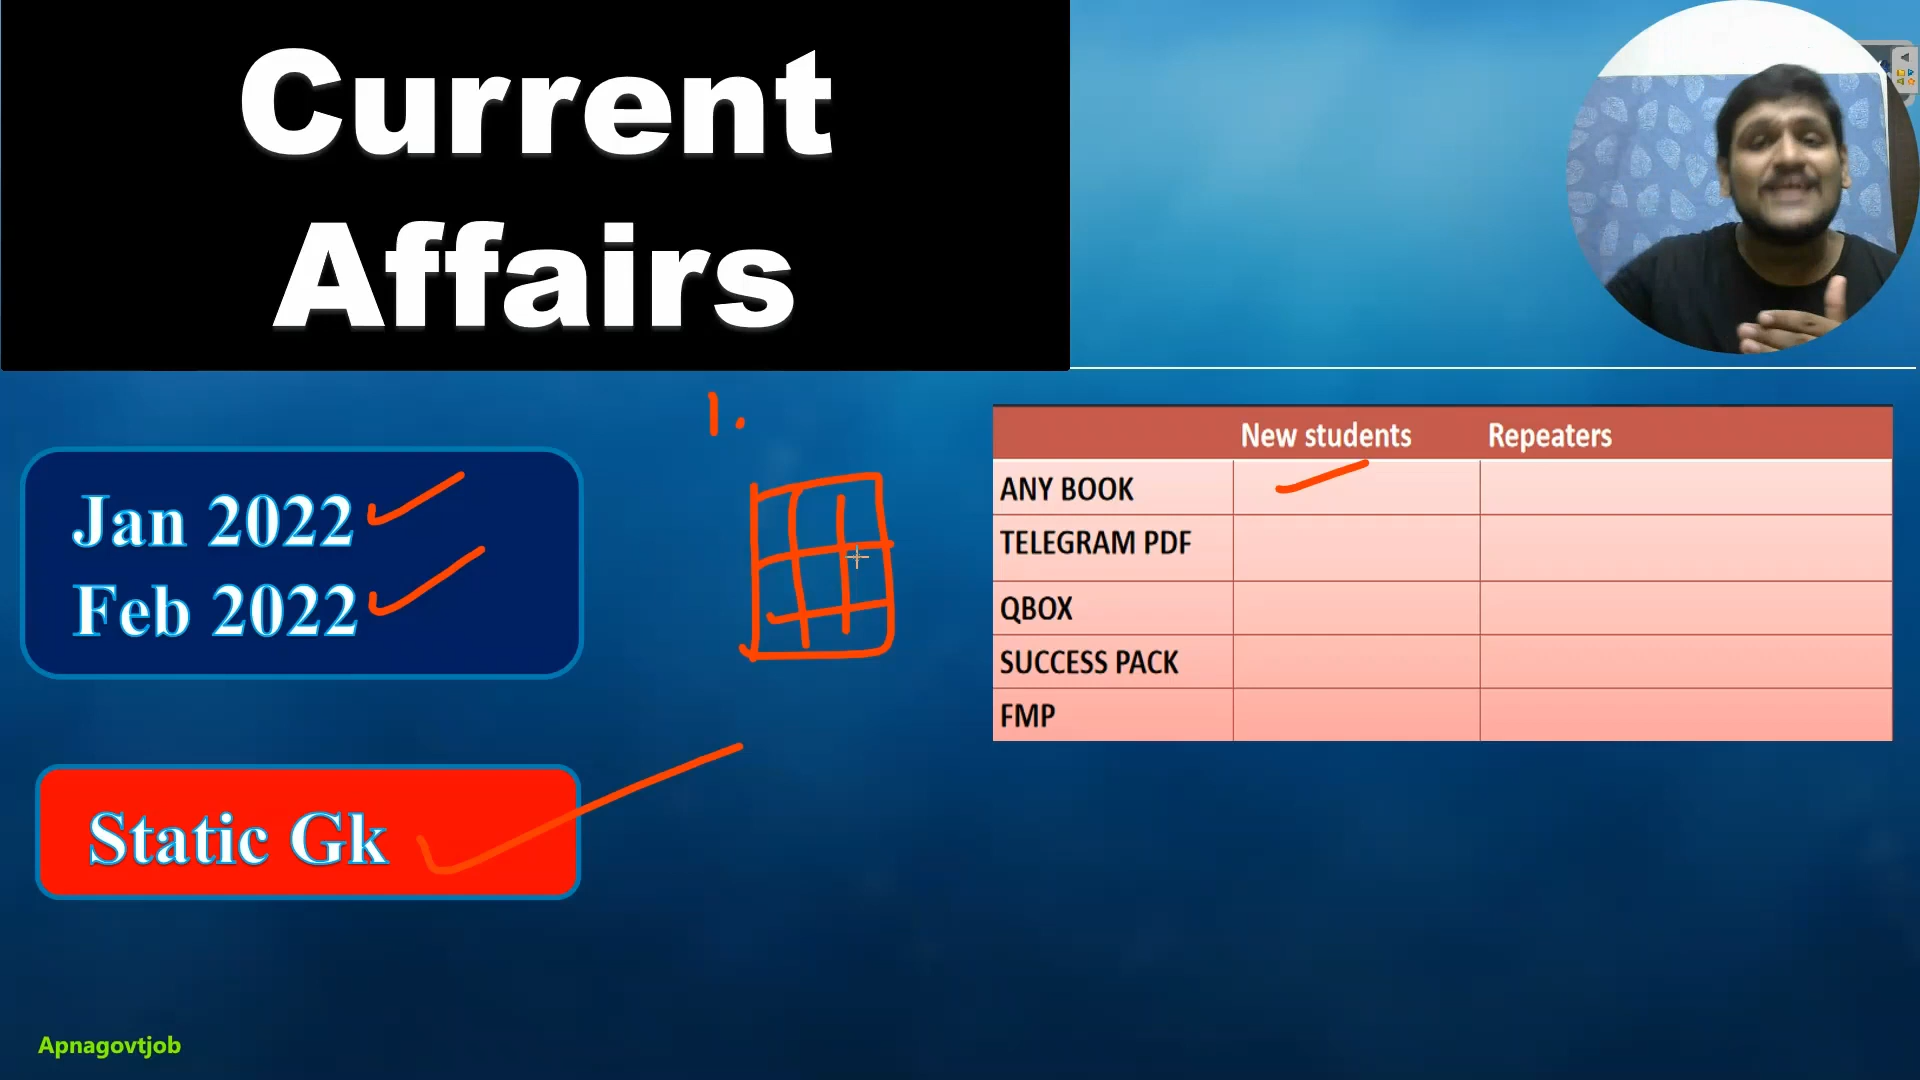 Current
Affairs
Jan 2022
Feb 2022
Static Gk
1.
New students Repeaters
ANY BOOK
TELEGRAM PDF
QBOX
SUCCESS PACK
FMP
Apnagovtjob